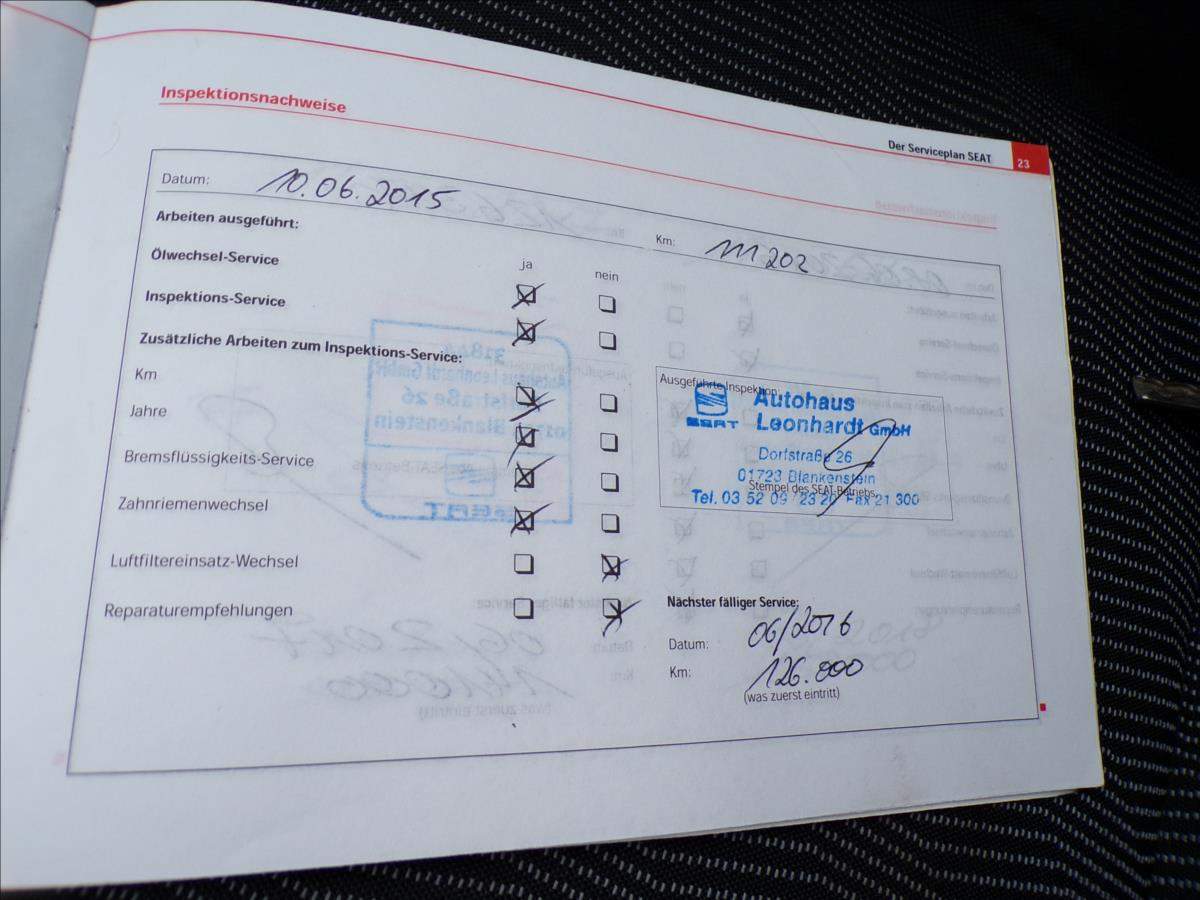 Inspektionsnachweise
Der Serviceplan SEAT 23
Datum: 10.06.2015
Km: 111 202
Arbeiten ausgeführt:
ja nein
Ölwechsel-Service
Inspektions-Service
Zusätzliche Arbeiten zum Inspektions-Service:
Km
Jahre
Bremsflüssigkeits-Service
Zahnriemenwechsel
Luftfiltereinsatz-Wechsel
Reparaturempfehlungen
Ausgeführte Inspektion:
SEAT
Autohaus
Leonhardt GmbH
Dorfstraße 26
01723 Blankenstein
Stempel des SEAT-Betriebs
Tel. 03 52 09 23 20 Fax 21 300
Nächster fälliger Service:
Datum: 06/2016
Km: 126.000
(was zuerst eintritt)